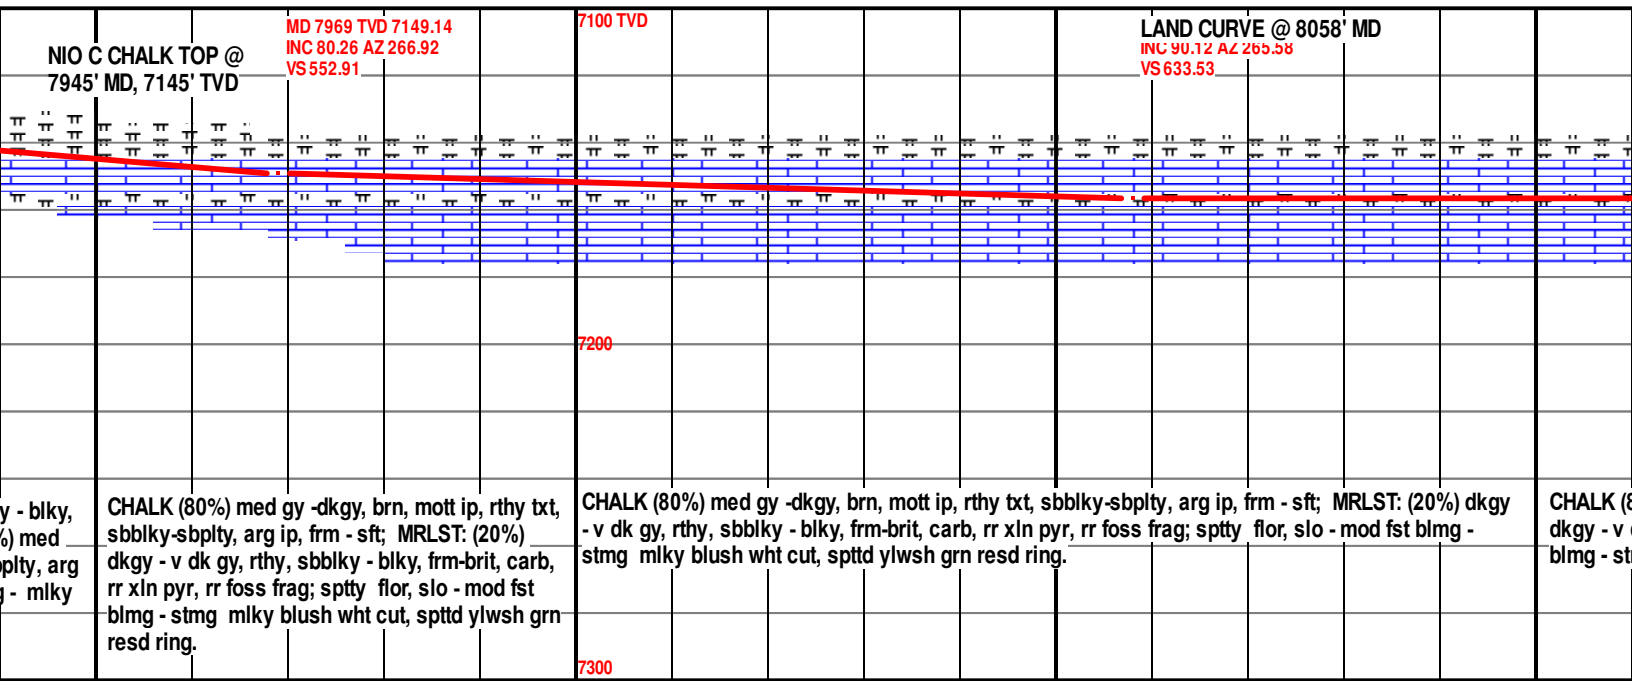 NIO C CHALK TOP @
7945' MD, 7145' TVD
MD 7969 TVD 7149.14
INC 80.26 AZ 266.92
VS 552.91
7100 TVD
LAND CURVE @ 8058' MD
INC 90.12 AZ 265.58
VS 633.53
7200
y - blky,
%) med
plty, arg
g - mlky
CHALK (80%) med gy -dkgy, brn, mott ip, rthy txt,
sbblky-sbplty, arg ip, frm - sft; MRLST: (20%)
dkgy - v dk gy, rthy, sbblky - blky, frm-brit, carb,
rr xln pyr, rr foss frag; sptty flor, slo - mod fst
blmg - stmg mlky blush wht cut, spttd ylwsh grn
resd ring.
CHALK (80%) med gy -dkgy, brn, mott ip, rthy txt, sbblky-sbplty, arg ip, frm - sft; MRLST: (20%) dkgy
- v dk gy, rthy, sbblky - blky, frm-brit, carb, rr xln pyr, rr foss frag; sptty flor, slo - mod fst blmg -
stmg mlky blush wht cut, spttd ylwsh grn resd ring.
CHALK (8
dkgy - v
blmg - st
7300